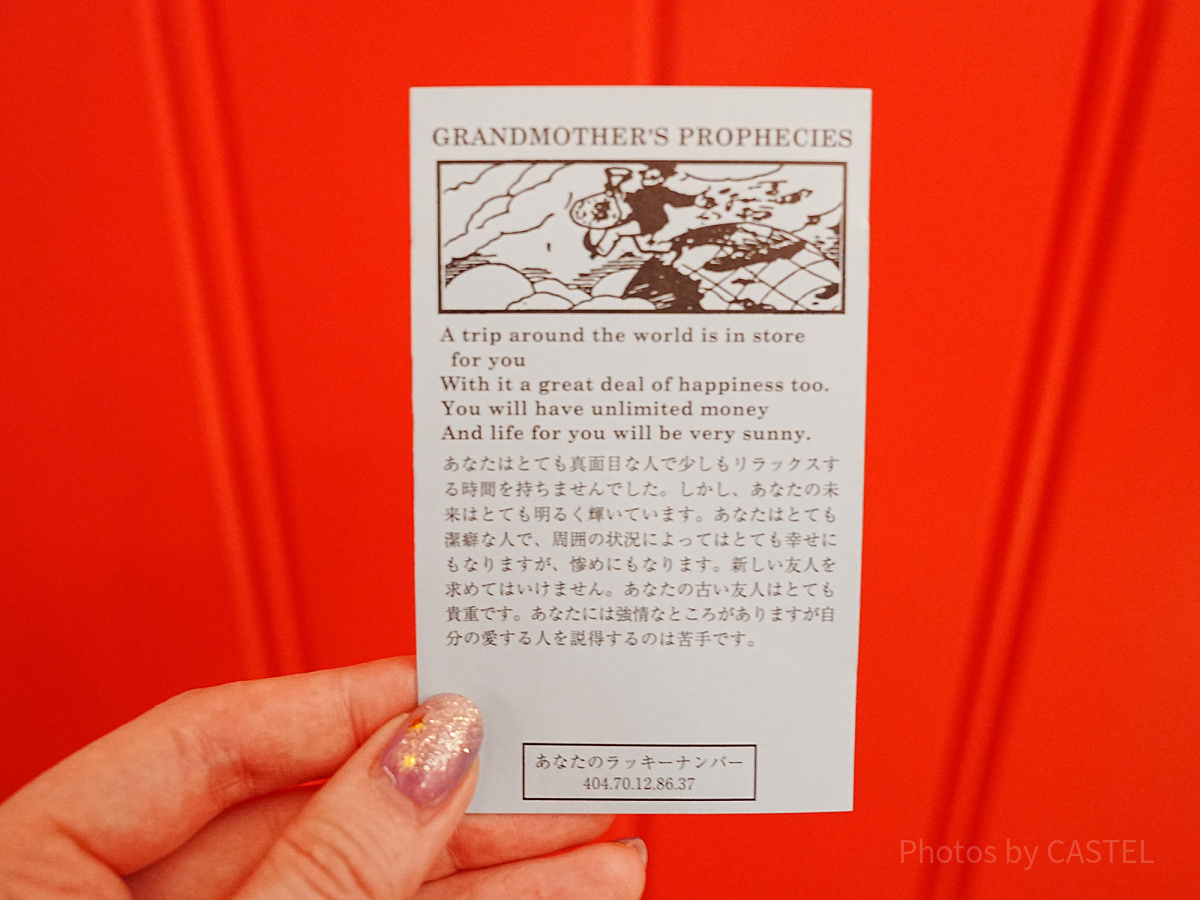 GRANDMOTHER'S PROPHECIES
A trip around the world is in store
for you
With it a great deal of happiness too.
You will have unlimited money
And life for you will be very sunny.
あなたはとても真面目な人で少しもリラックスす
る時間を持ちませんでした。しかし、あなたの未
来はとても明るく輝いています。あなたはとても
潔癖な人で、周囲の状況によってはとても幸せに
もなりますが、惨めにもなります。新しい友人を
求めてはいけません。あなたの古い友人はとても
貴重です。あなたには強情なところがありますが自
分の愛する人を説得するのは苦手です。
あなたのラッキーナンバー
404.70.12.86.37
Photos by CASTEL